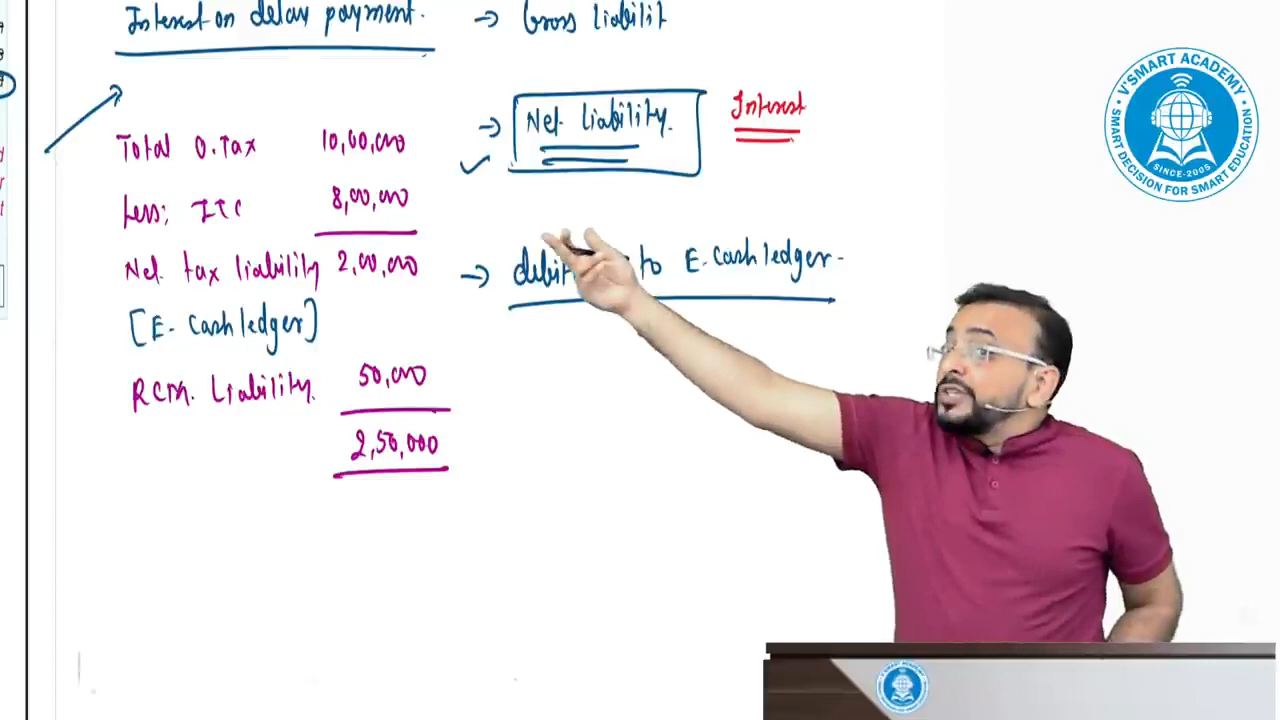 Interest on delay payment. → Gross liabilit
→ Net liability. Interest
Total O.Tax 10,00,000
Less: ITC 8,00,000
Net tax liability 2,00,000
→ debit to E.Cash ledger.
[E. Cash ledger]
RCM. Liability. 50,000
2,50,000
V'SMART ACADEMY
SINCE-2005
SMART DECISION FOR SMART EDUCATION